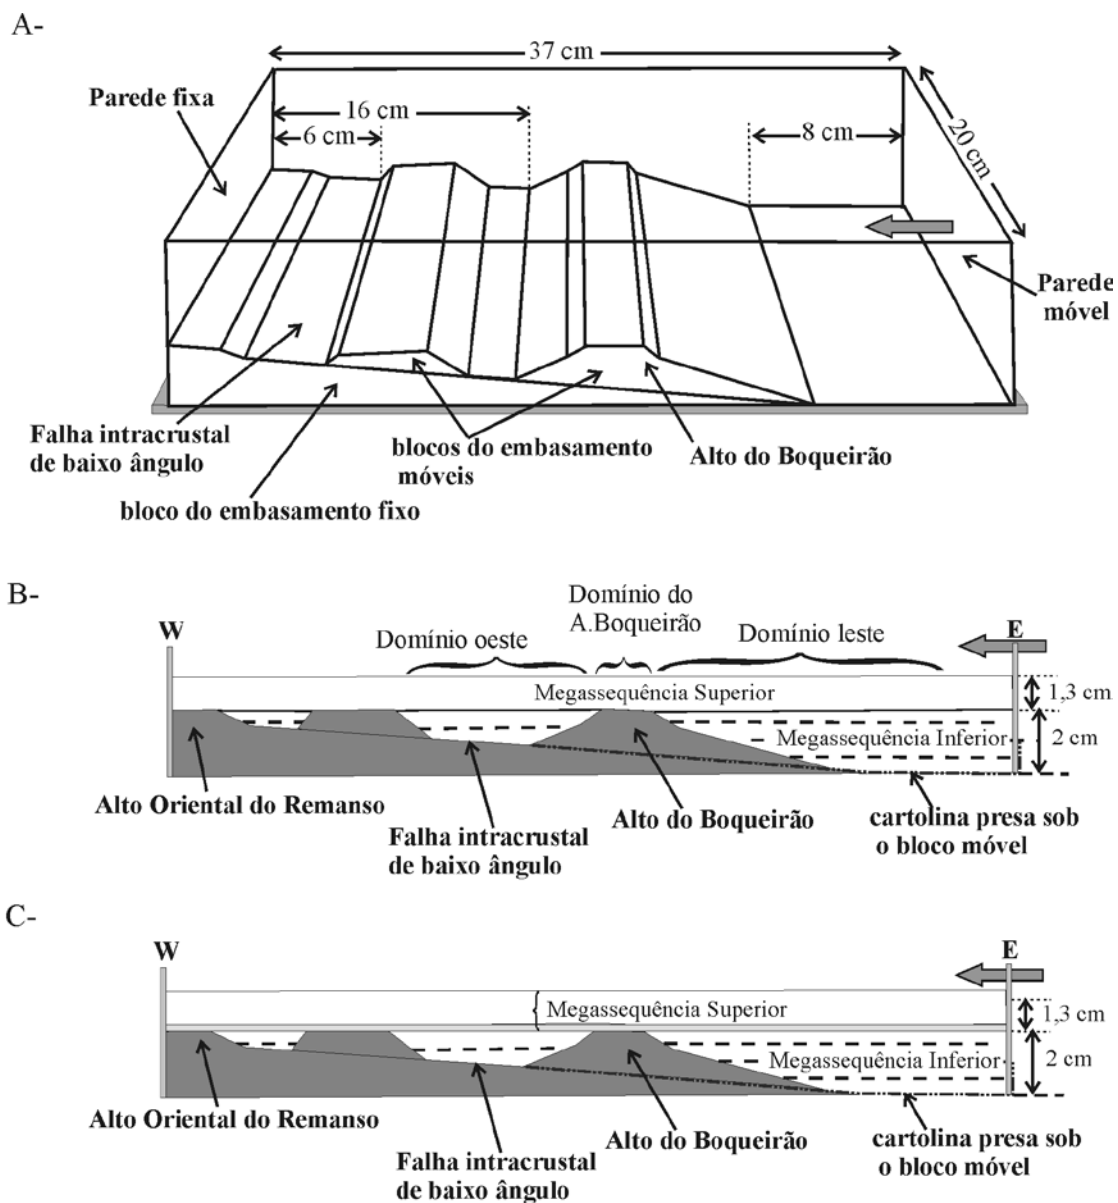 A-
37 cm
Parede fixa
16 cm
6 cm
8 cm
20 cm
Parede
móvel
Falha intracrustal
de baixo ângulo
blocos do embasamento
móveis
Alto do Boqueirão
bloco do embasamento fixo
B-
Domínio do
A.Boqueirão
W
E
Domínio oeste
Domínio leste
Megassequência Superior
1,3 cm
Megassequência Inferior
2 cm
Alto Oriental do Remanso
Falha intracrustal
de baixo ângulo
Alto do Boqueirão
cartolina presa sob
o bloco móvel
C-
W
E
Megassequência Superior
1,3 cm
Megassequência Inferior
2 cm
Alto Oriental do Remanso
Falha intracrustal
de baixo ângulo
Alto do Boqueirão
cartolina presa sob
o bloco móvel